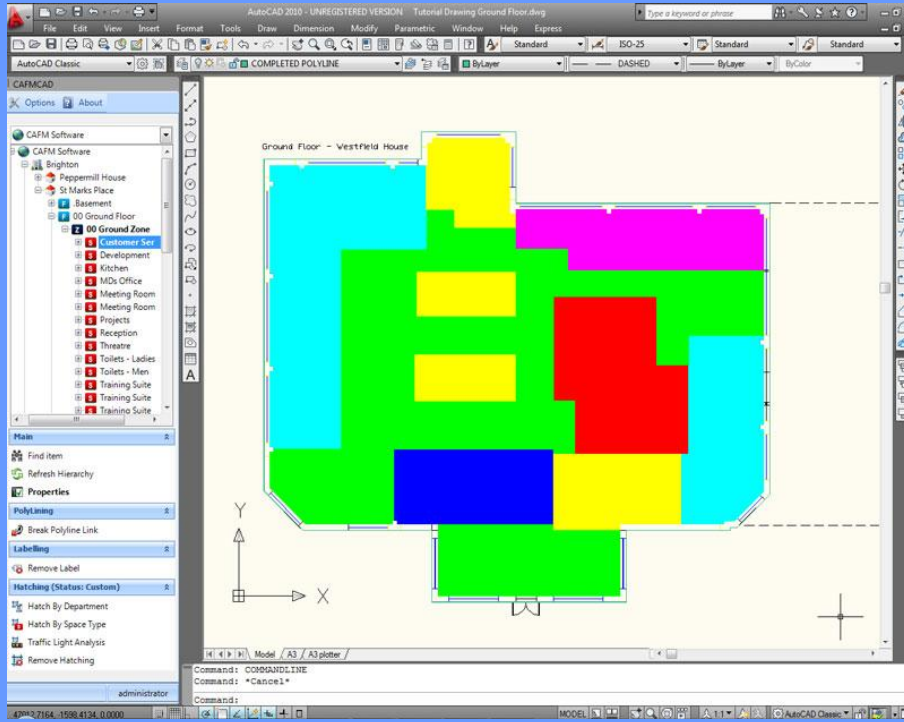 AutoCAD 2010 - UNREGISTERED VERSION Tutorial Drawing Ground Floor.dwg
Type a keyword or phrase
File Edit View Insert Format Tools Draw Dimension Modify Parametric Window Help Express
Standard ISO-25 Standard Standard
AutoCAD Classic COMPLETED POLYLINE ByLayer DASHED ByLayer ByColor
CAFMCAD
Options About
CAFM Software
CAFM Software
Brighton
Peppermill House
St Marks Place
.Basement
00 Ground Floor
00 Ground Zone
Customer Ser
Development
Kitchen
MDs Office
Meeting Room
Meeting Room
Projects
Reception
Threatre
Toilets - Ladies
Toilets - Men
Training Suite
Training Suite
Training Suite
Main
Find item
Refresh Hierarchy
Properties
PolyLining
Break Polyline Link
Labelling
Remove Label
Hatching (Status: Custom)
Hatch By Department
Hatch By Space Type
Traffic Light Analysis
Remove Hatching
administrator
Ground Floor - Westfield House
Y
X
Model A3 A3 plotter
Command: COMMANDLINE
Command: *Cancel*
Command:
MODEL 1:1 AutoCAD Classic